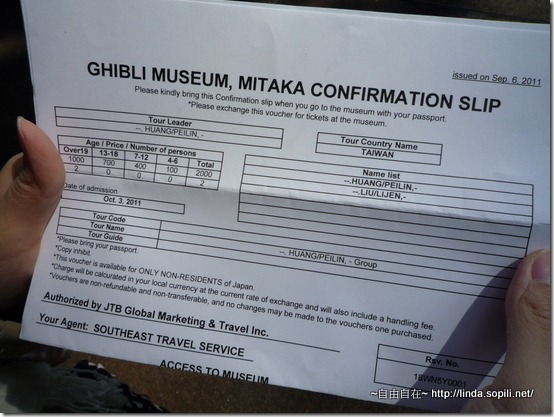 issued on Sep. 6, 2011
GHIBLI MUSEUM, MITAKA CONFIRMATION SLIP
Please kindly bring this Confirmation slip when you go to the museum with your passport.
*Please exchange this voucher for tickets at the museum.
Tour Leader
--. HUANG/PEILIN, -
Tour Country Name
TAIWAN
Age / Price / Number of persons
Over19 13-18 7-12 4-6 Total
1000 700 400 100 2000
2 0 0 0 2
Name list
--.HUANG/PEILIN,-
--.LIU/LIJEN,-
Date of admission
Oct. 3, 2011
Tour Code
Tour Name
--. HUANG/PEILIN, - Group
Tour Guide
*Please bring your passport.
*Copy inhibit.
*This voucher is available for ONLY NON-RESIDENTS of Japan.
*Charge will be calcurated in your local currency at the current rate of exchange and will also include a handling fee.
*Vouchers are non-refundable and non-transferable, and no changes may be made to the vouchers one purchased.
Authorized by JTB Global Marketing & Travel Inc.
Your Agent: SOUTHEAST TRAVEL SERVICE
Rsv. No.
18WN5Y0001
ACCESS TO MUSEUM
~自由自在~ http://linda.sopili.net/